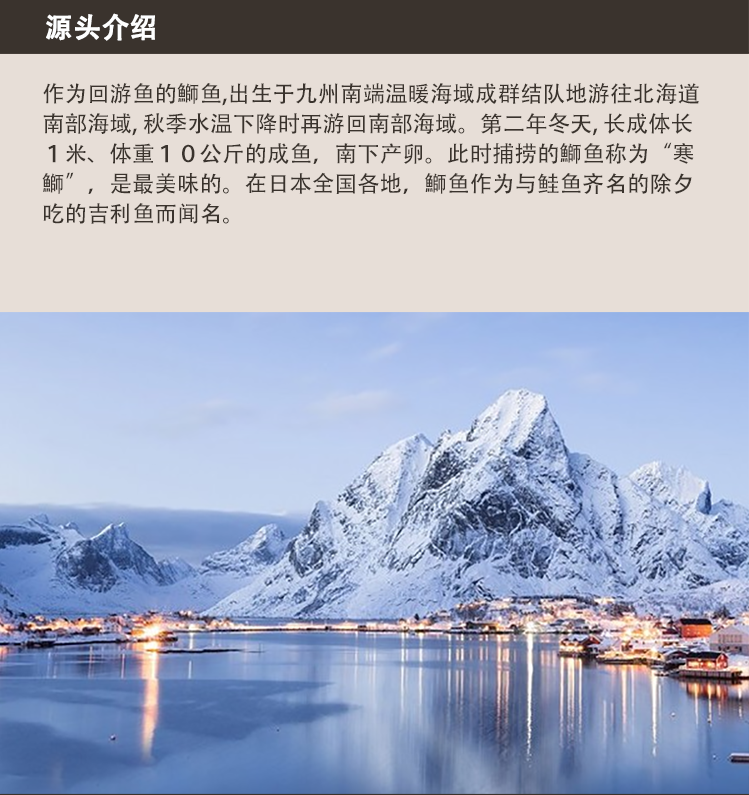 源头介绍
作为回游鱼的鰤鱼,出生于九州南端温暖海域成群结队地游往北海道
南部海域, 秋季水温下降时再游回南部海域。第二年冬天, 长成体长
１米、体重１０公斤的成鱼，南下产卵。此时捕捞的鰤鱼称为“寒
鰤”，是最美味的。在日本全国各地，鰤鱼作为与鲑鱼齐名的除夕
吃的吉利鱼而闻名。